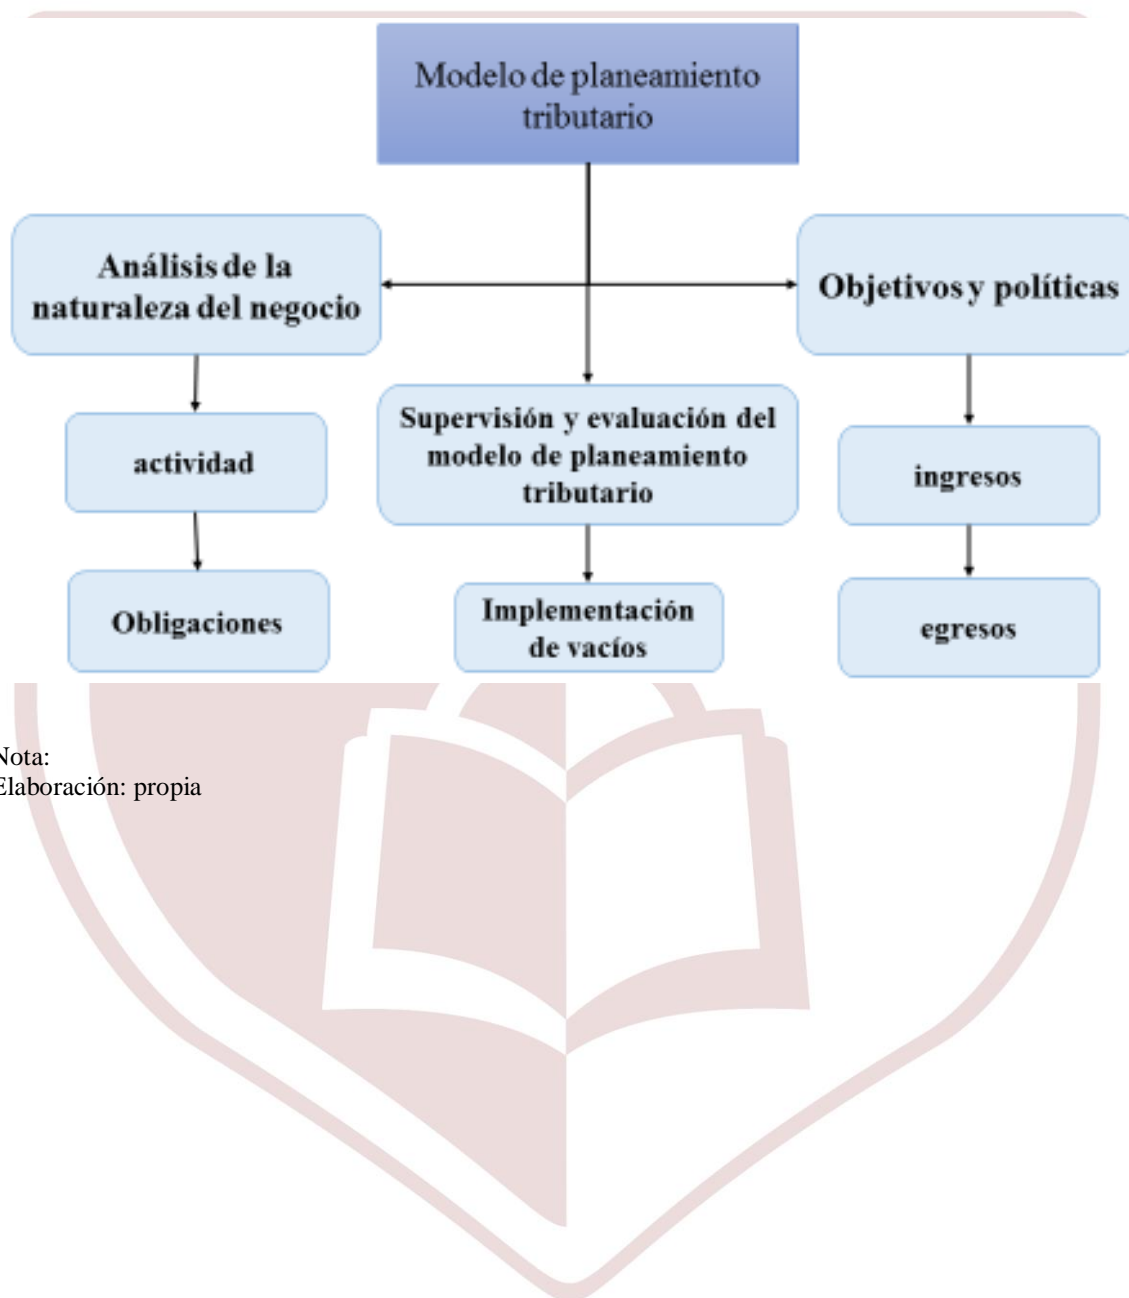 Modelo de planeamiento
tributario
Análisis de la
naturaleza del negocio
Objetivos y políticas
Supervisión y evaluación del
modelo de planeamiento
tributario
actividad
ingresos
Obligaciones
Implementación
de vacíos
egresos
Nota:
Elaboración: propia